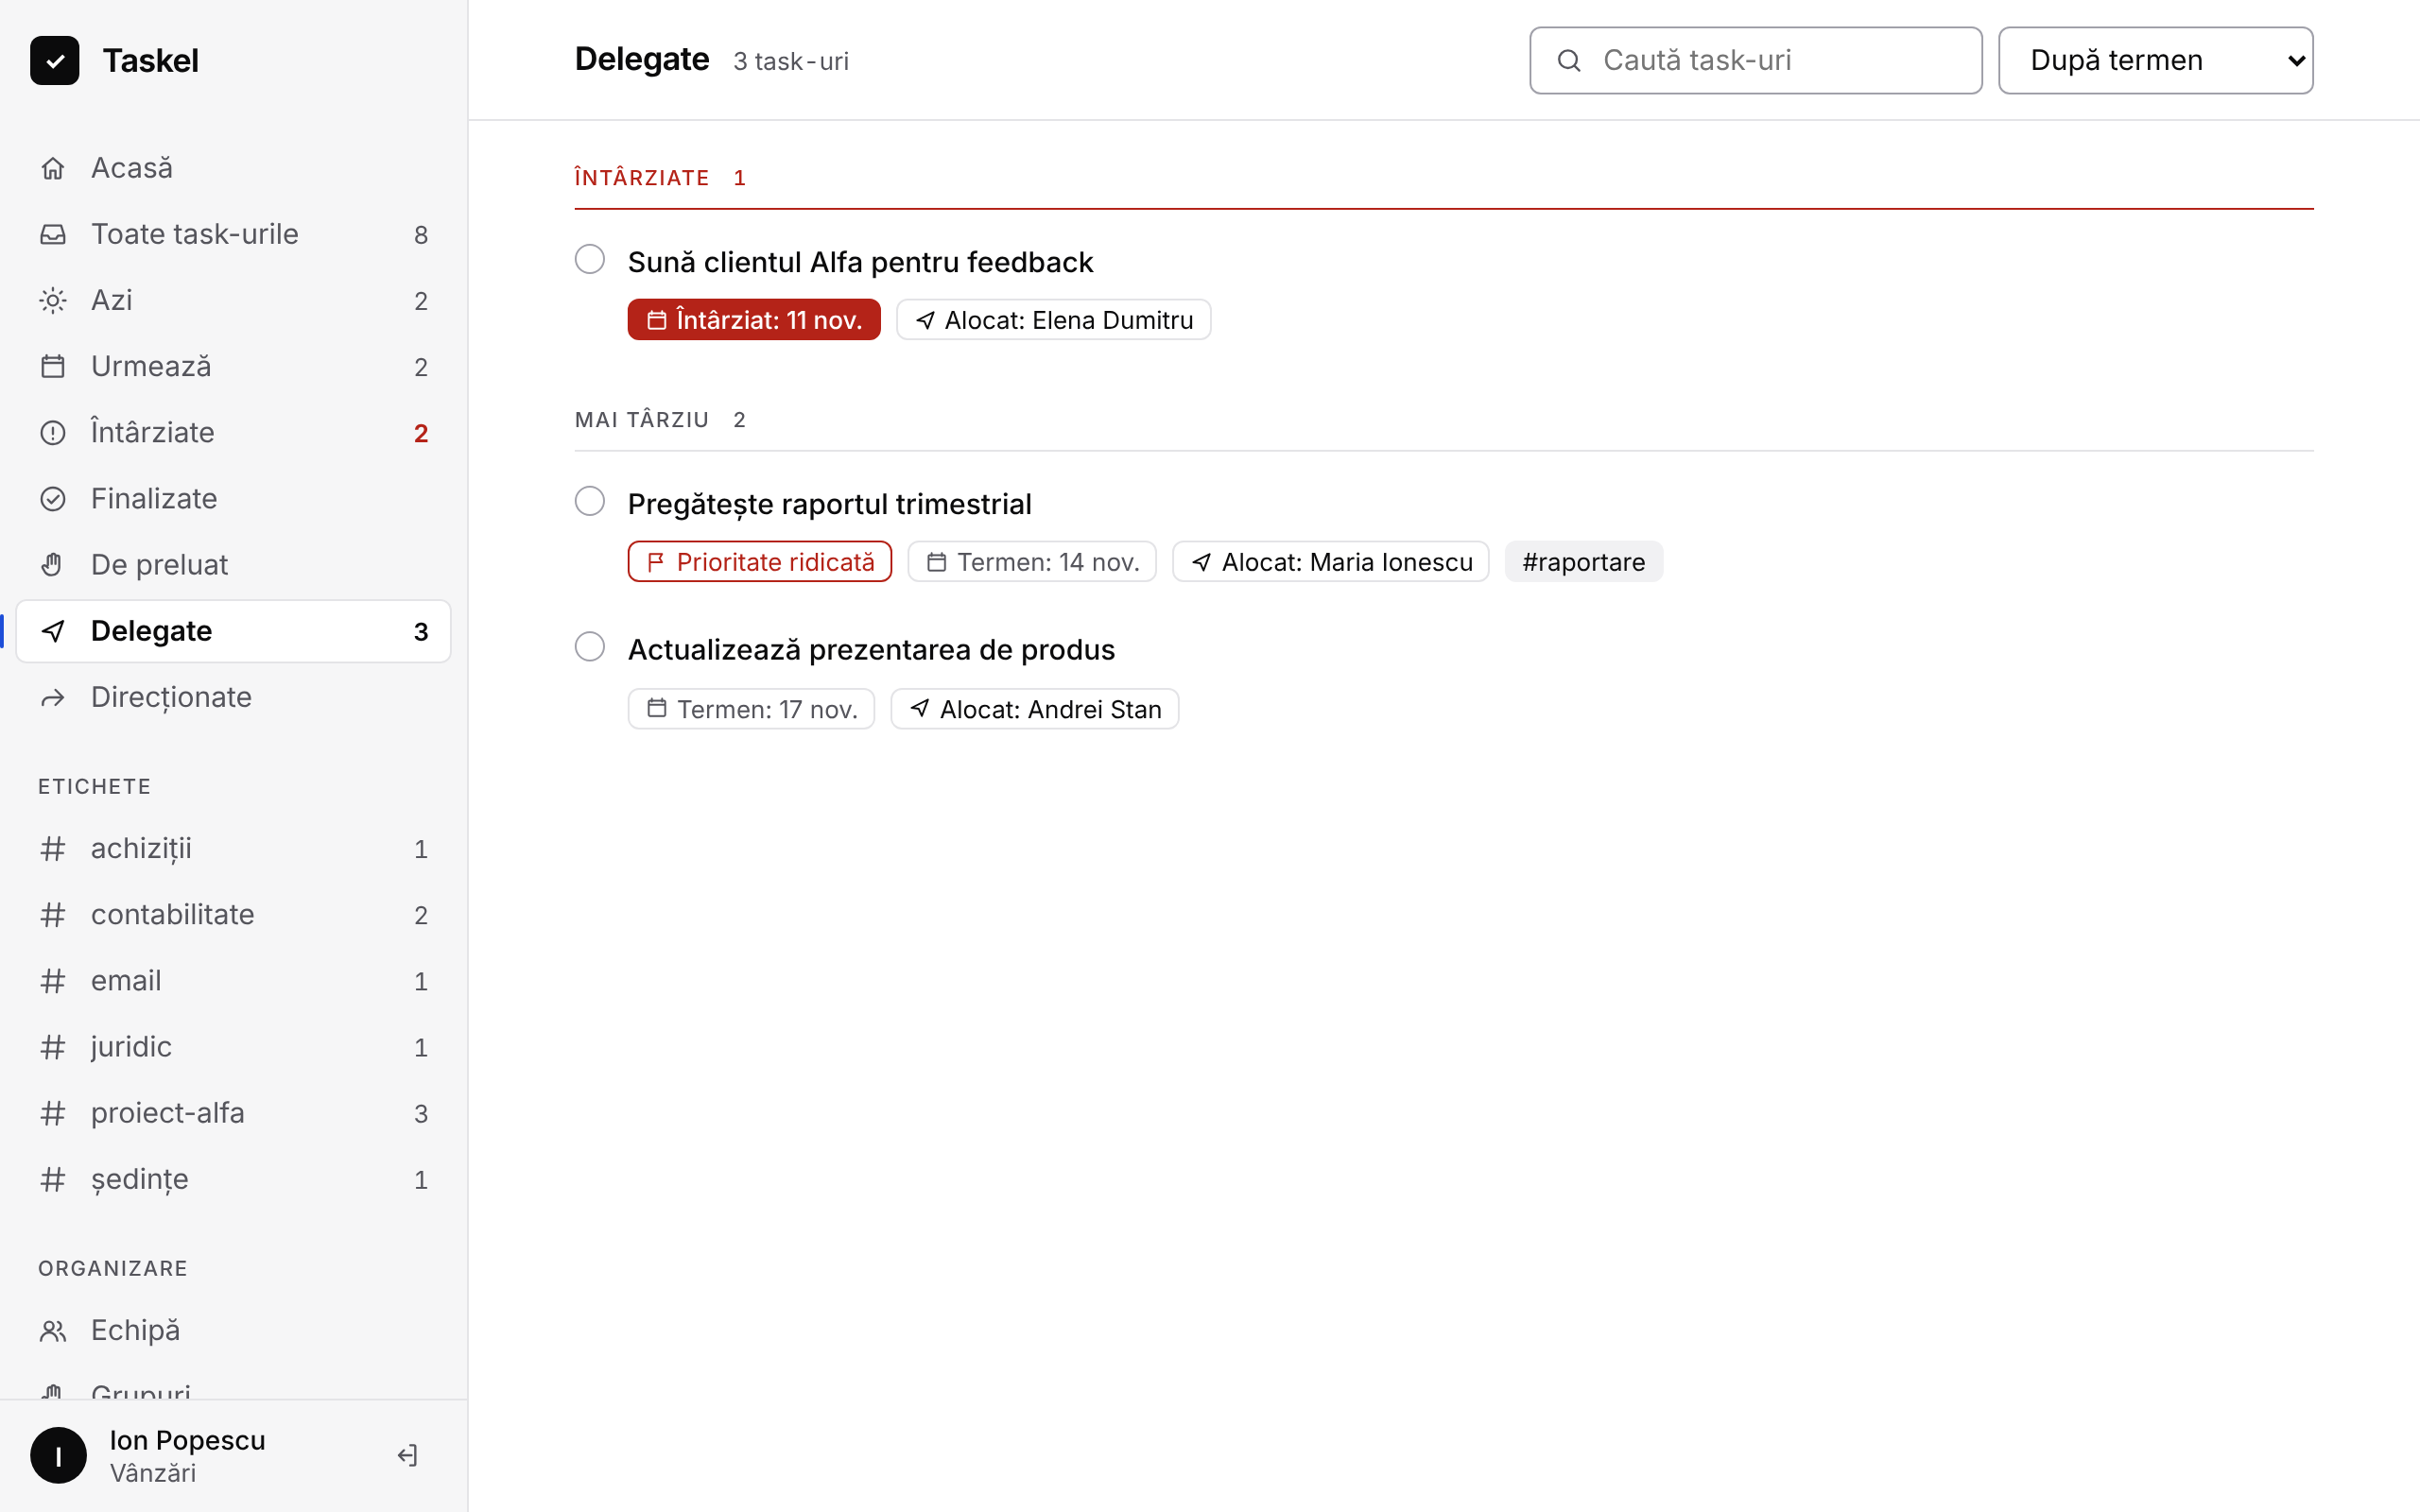 Taskel
Acasă
Toate task-urile 8
Azi 2
Urmează 2
Întârziate 2
Finalizate
De preluat
Delegate 3
Direcționate
ETICHETE
# achiziții 1
# contabilitate 2
# email 1
# juridic 1
# proiect-alfa 3
# ședințe 1
ORGANIZARE
Echipă
Grupuri
I
Ion Popescu
Vânzări
Delegate 3 task-uri
Caută task-uri
După termen
ÎNTÂRZIATE 1
Sună clientul Alfa pentru feedback
Întârziat: 11 nov. Alocat: Elena Dumitru
MAI TÂRZIU 2
Pregătește raportul trimestrial
Prioritate ridicată Termen: 14 nov. Alocat: Maria Ionescu #raportare
Actualizează prezentarea de produs
Termen: 17 nov. Alocat: Andrei Stan